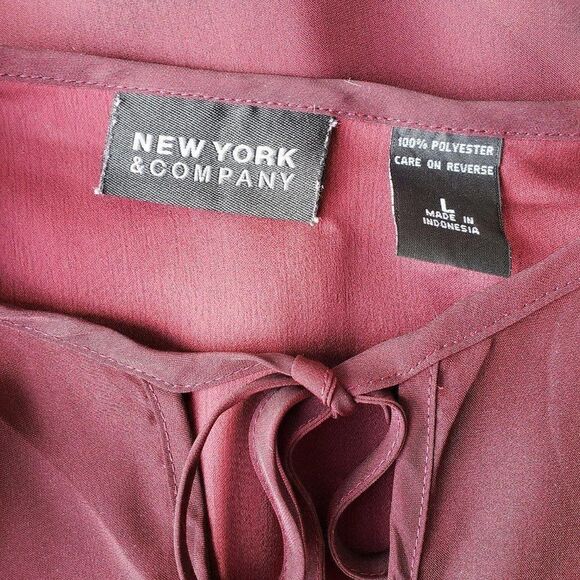 NEW YORK
&COMPANY
100% POLYESTER
CARE ON REVERSE
L
MADE IN
INDONESIA